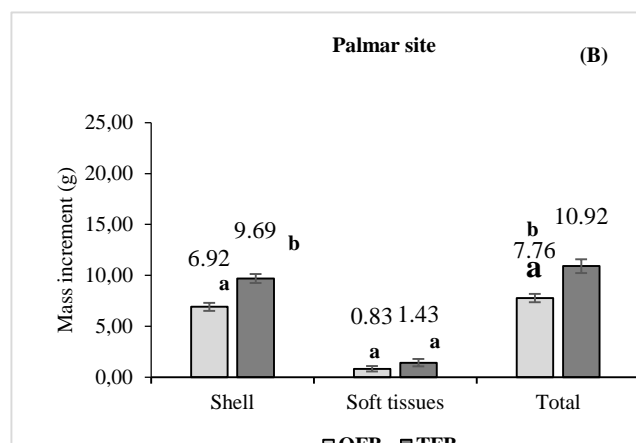 Palmar site
(B)
Mass increment (g)
25,00
20,00
15,00
10,00
5,00
0,00
6.92
a
9.69
b
0.83
a
1.43
a
b
7.76
a
10.92
Shell Soft tissues Total